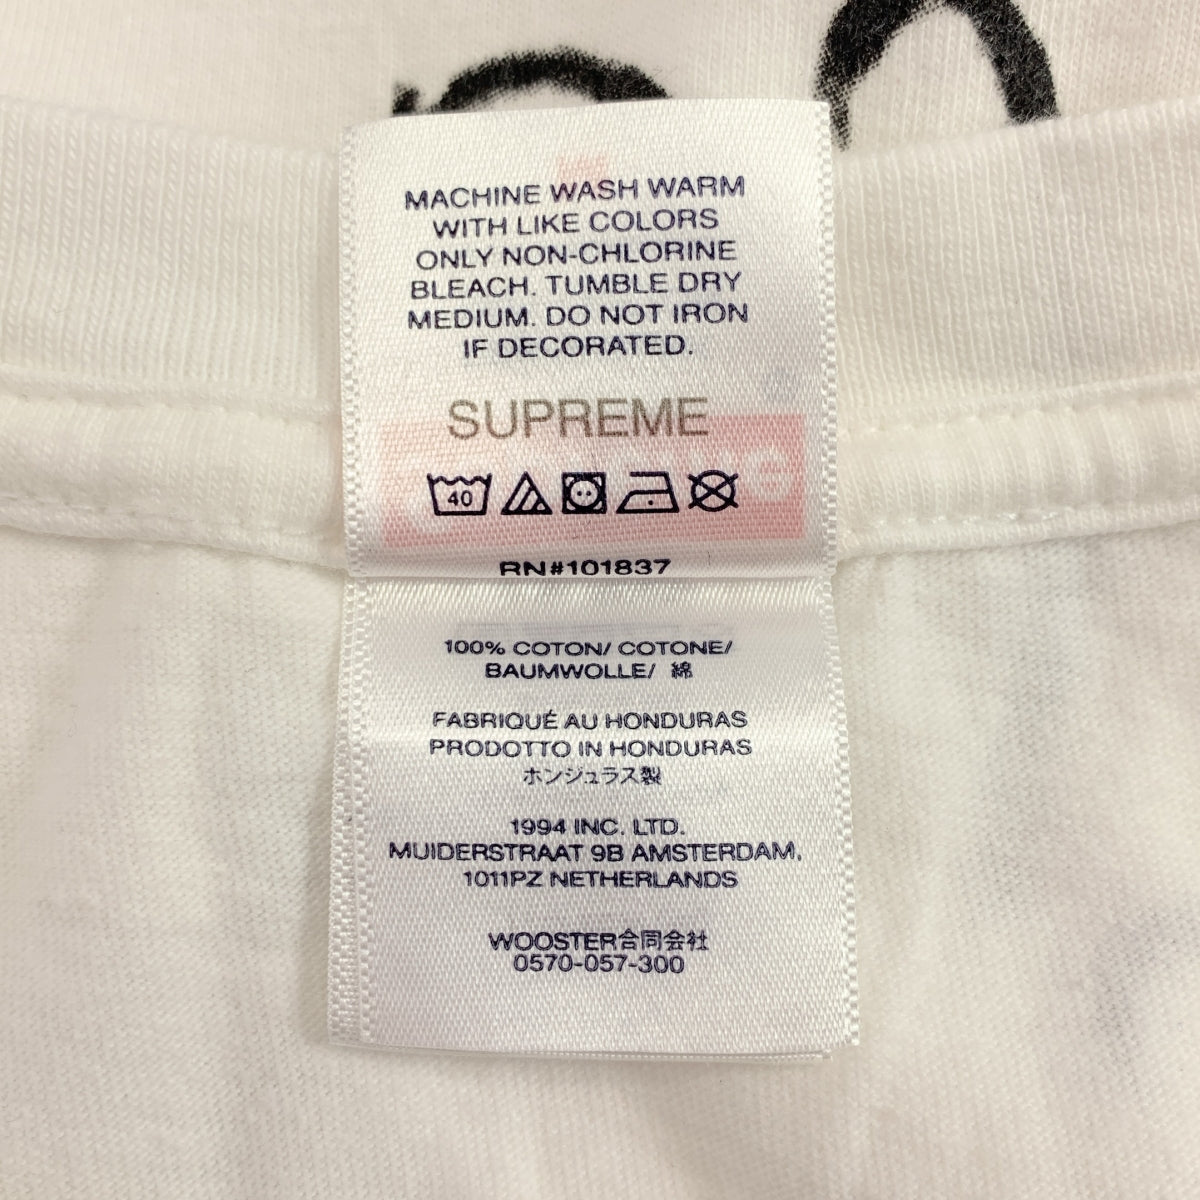 MACHINE WASH WARM
WITH LIKE COLORS
ONLY NON-CHLORINE
BLEACH. TUMBLE DRY
MEDIUM. DO NOT IRON
IF DECORATED.
SUPREME
40
RN#101837
100% COTON/ COTONE/
BAUMWOLLE/ 綿
FABRIQUÉ AU HONDURAS
PRODOTTO IN HONDURAS
ホンジュラス製
1994 INC. LTD.
MUIDERSTRAAT 9B AMSTERDAM,
1011PZ NETHERLANDS
WOOSTER合同会社
0570-057-300